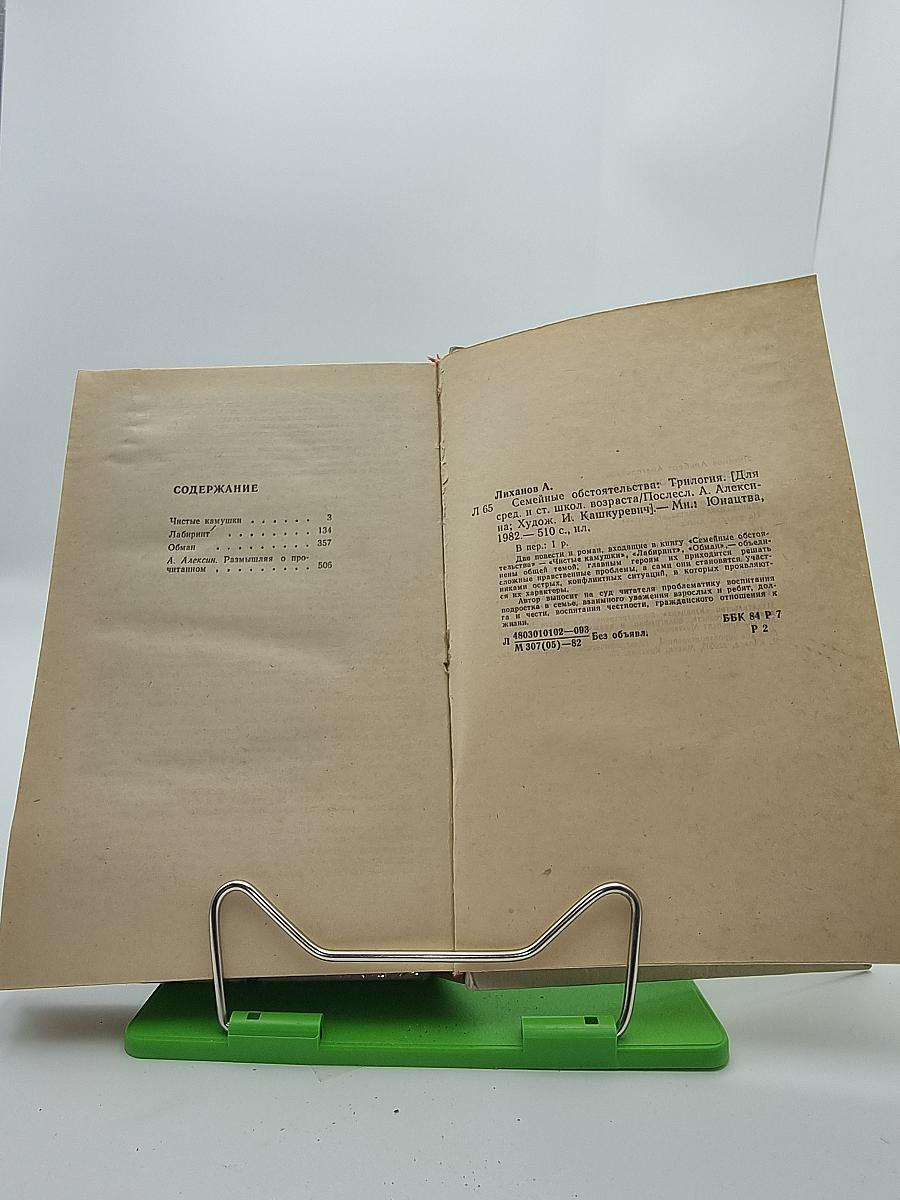 СОДЕРЖАНИЕ
Чистые камушки . . . . . . . 3
Лабиринт . . . . . . . . 134
Обман . . . . . . . . . 357
А. Алексин. Размышляя о про-
читанном . . . . . . . . 506
Лиханов А.
Л 65 Семейные обстоятельства: Трилогия. [Для
сред. и ст. школ. возраста/Послесл. А. Алекси-
на; Худож. И. Кашкуревич].— Мн.: Юнацтва,
1982.— 510 с., ил.
В пер.: 1 р.
Две повести и роман, входящие в книгу «Семейные обстоя-
тельства» — «Чистые камушки», «Лабиринт», «Обман»,— объеди-
нены общей темой, главным героям их приходится решать
сложные нравственные проблемы, а сами они становятся участ-
никами острых, конфликтных ситуаций, в которых проявляют-
ся их характеры.
Автор выносит на суд читателя проблематику воспитания
подростка в семье, взаимного уважения взрослых и ребят, дол-
га и чести, воспитания честности, гражданского отношения к
жизни.
Л 4803010102—093 Без объявл. ББК 84 Р 7
М 307(05)—82 Р 2